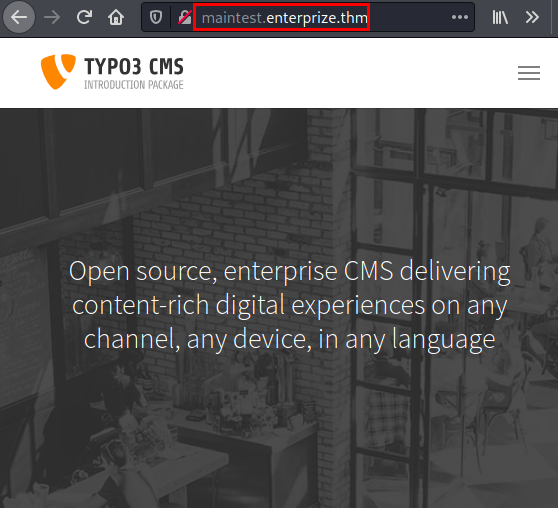 maintest.enterprize.thm
TYPO3 CMS
INTRODUCTION PACKAGE
Open source, enterprise CMS delivering
content-rich digital experiences on any
channel, any device, in any language